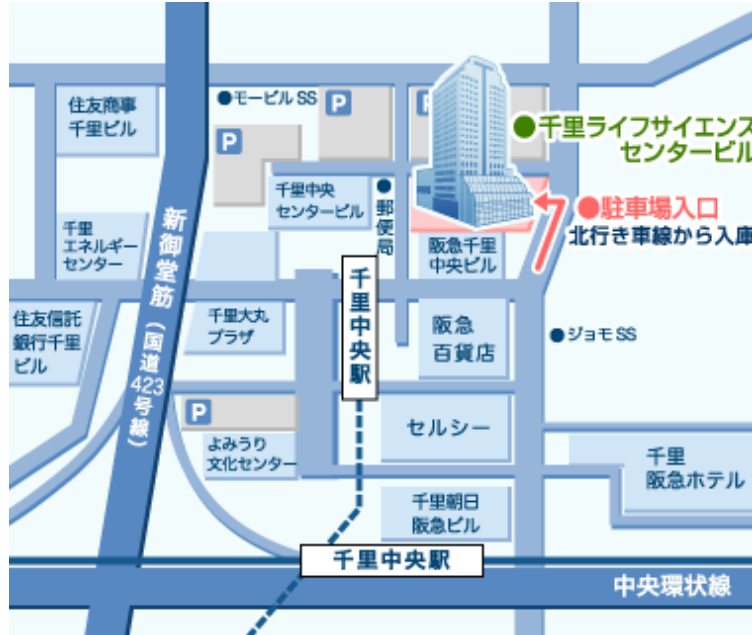 住友商事
千里ビル
●モービルSS
P
P
P
●千里ライフサイエンス
センタービル
千里中央
センタービル
●郵便局
●駐車場入口
北行き車線から入庫
千里
エネルギー
センター
新御堂筋（国道423号線）
阪急千里
中央ビル
千里中央駅
住友信託
銀行千里
ビル
千里大丸
プラザ
阪急
百貨店
●ジョモSS
P
よみうり
文化センター
セルシー
千里
阪急ホテル
千里朝日
阪急ビル
千里中央駅
中央環状線